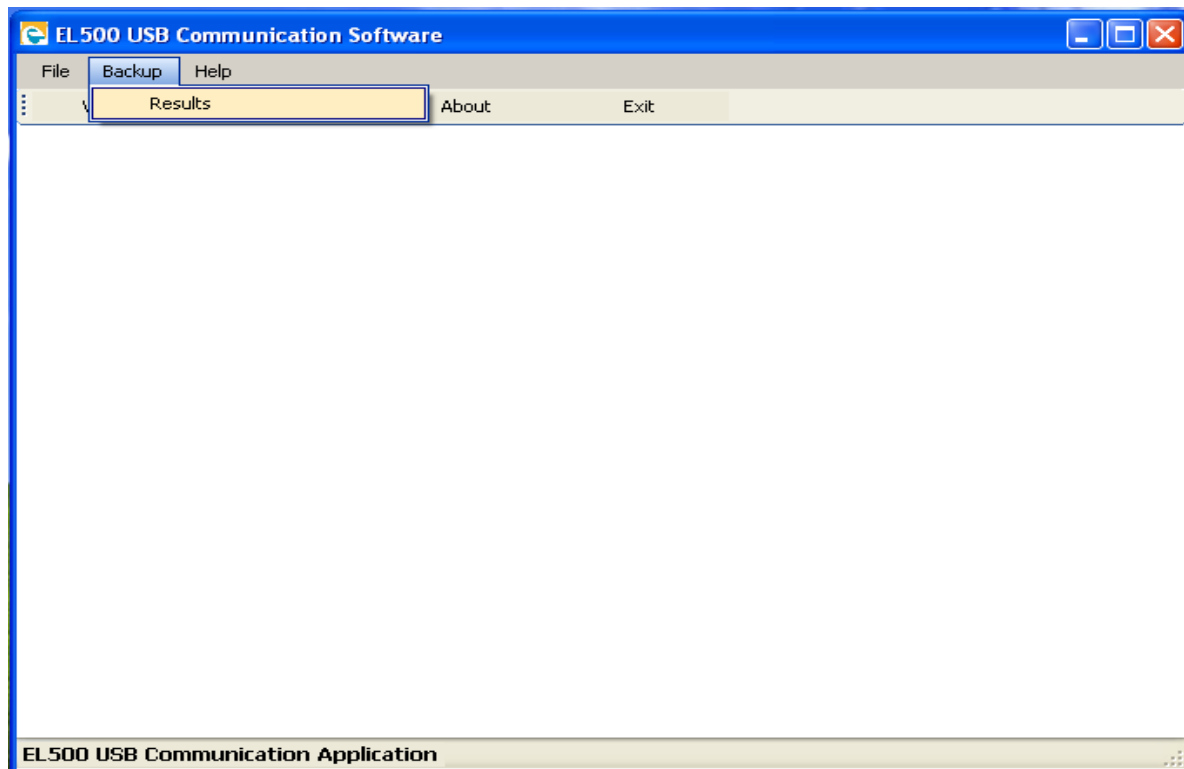 EL500 USB Communication Software
File Backup Help
Results About Exit
EL500 USB Communication Application